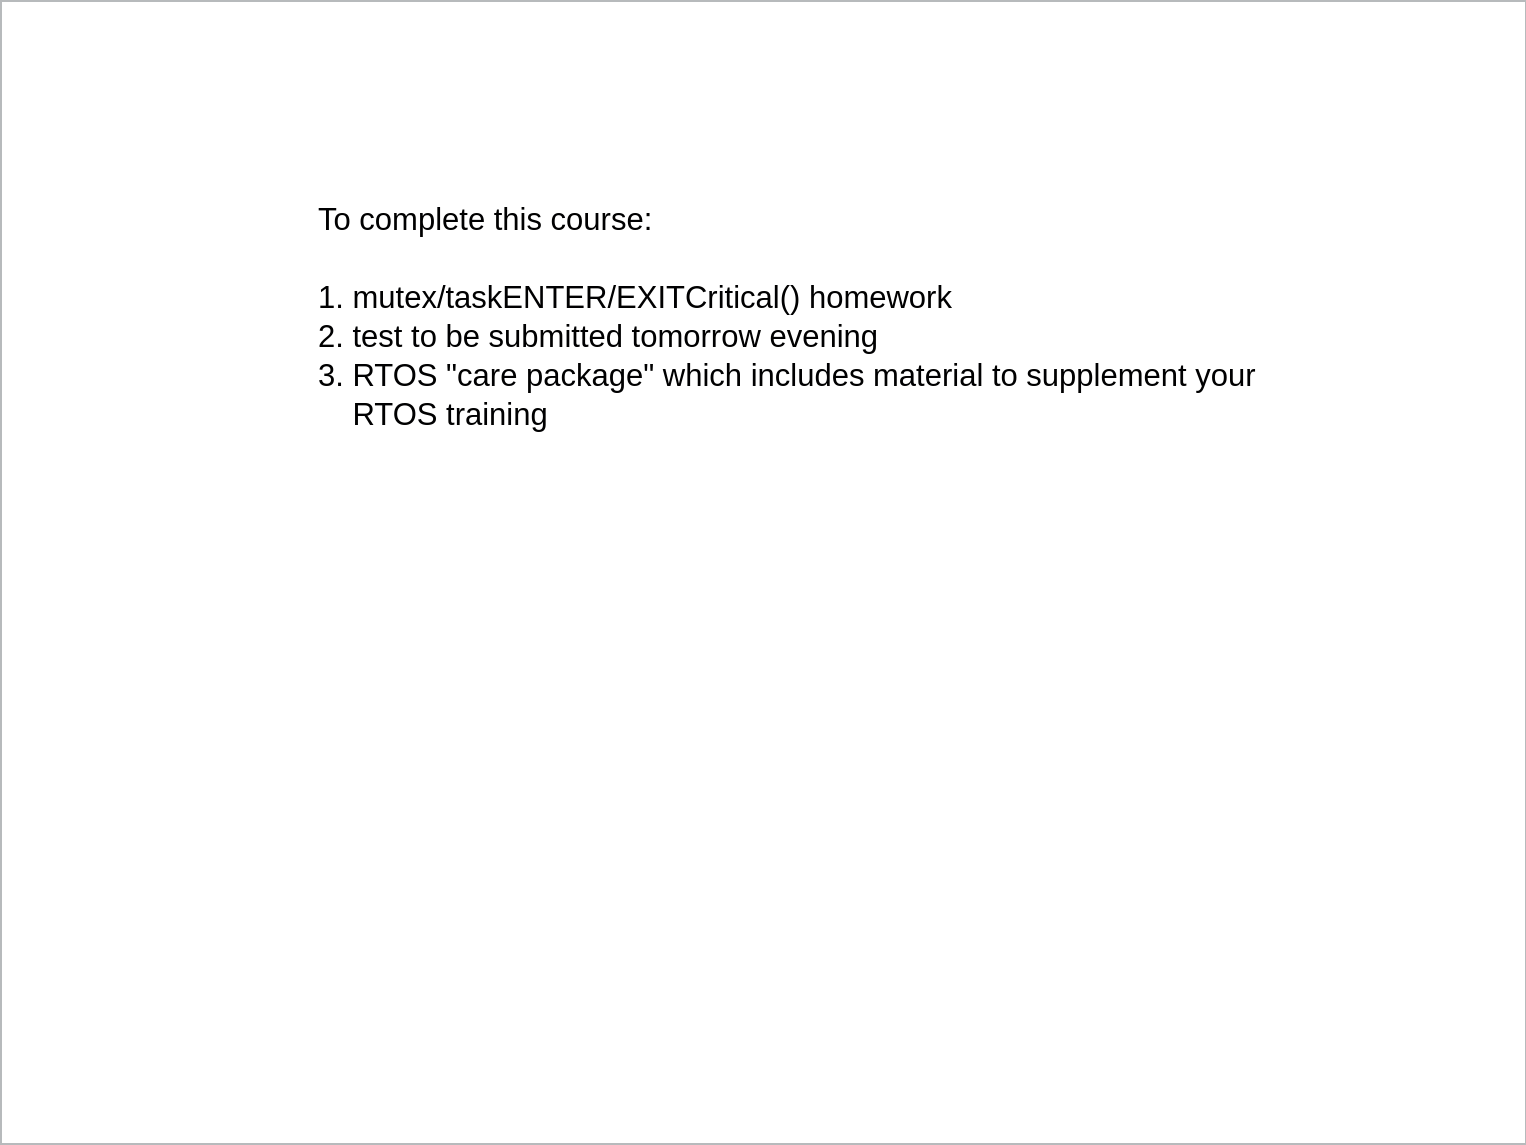 To complete this course:
1. mutex/taskENTER/EXITCritical() homework
2. test to be submitted tomorrow evening
3. RTOS "care package" which includes material to supplement your
RTOS training